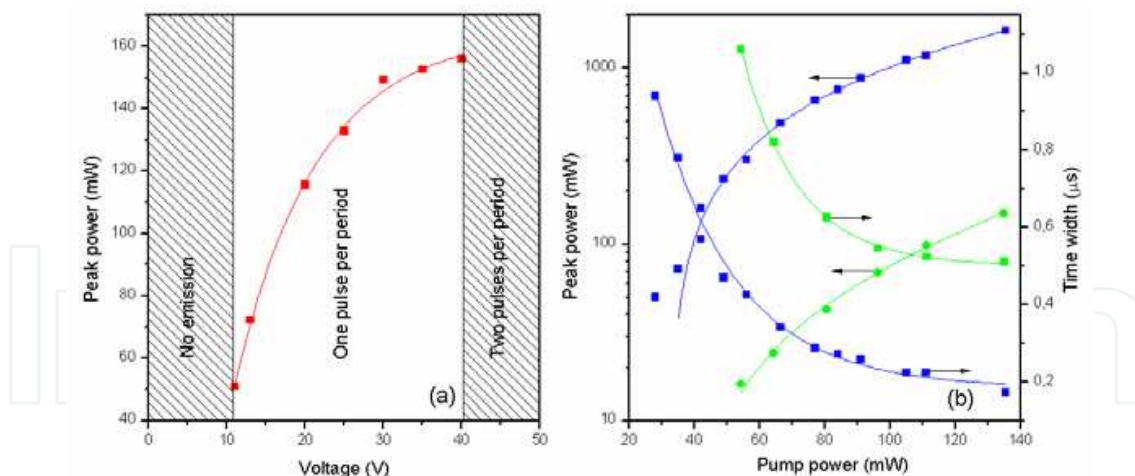 160
140
120
100
80
60
40
Peak power (mW)
No emission
One pulse per period
Two pulses per period
(a)
0 10 20 30 40 50
Voltage (V)
1000
100
10
Peak power (mW)
1,0
0,8
0,6
0,4
0,2
Time width (μs)
(b)
20 40 60 80 100 120 140
Pump power (mW)